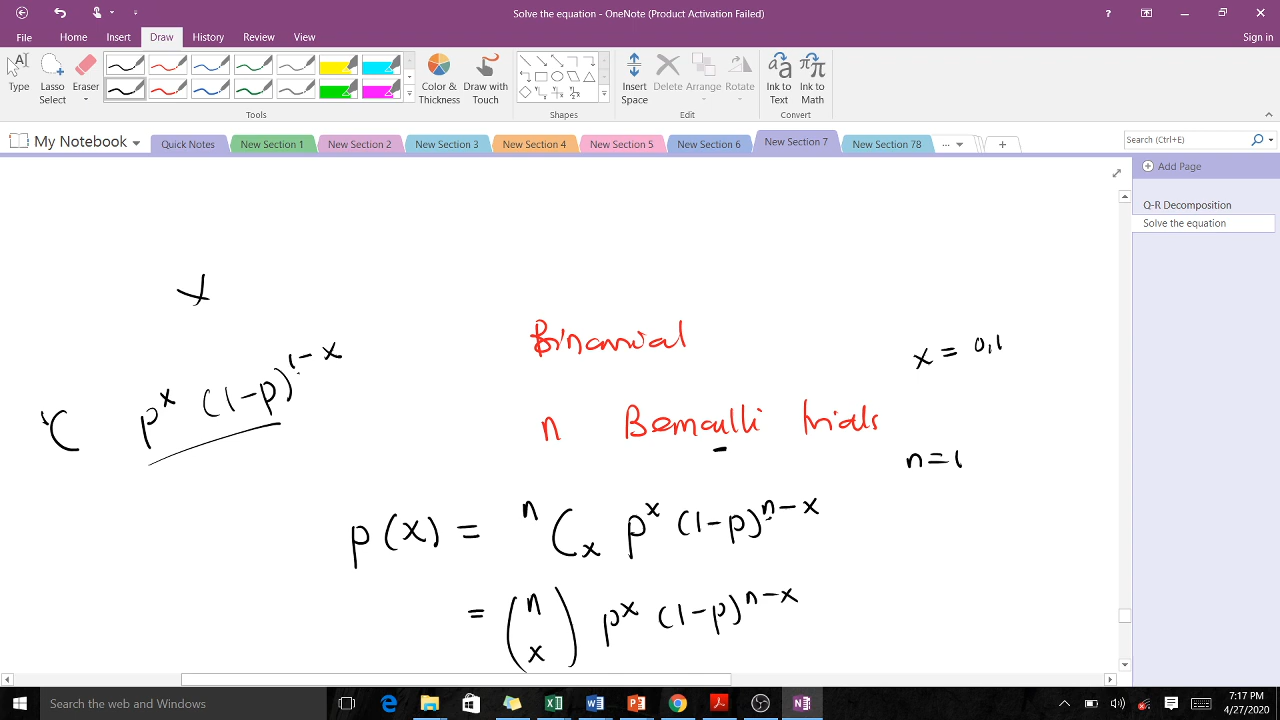 Solve the equation - OneNote (Product Activation Failed)
File Home Insert Draw History Review View Sign in
Type Lasso Select Eraser Color & Thickness Draw with Touch Insert Space Delete Arrange Rotate Ink to Text Ink to Math
Tools Shapes Edit Convert
My Notebook Quick Notes New Section 1 New Section 2 New Section 3 New Section 4 New Section 5 New Section 6 New Section 7 New Section 78 ... + Search (Ctrl+E)
Add Page
Q-R Decomposition
Solve the equation
x
Binamial
x = 0,1
C p^x (1-p)^{1-x}
n Bernaulli trials
n=1
p(x) = ^nC_x p^x (1-p)^{n-x}
= (n x) p^x (1-p)^{n-x}
Search the web and Windows
7:17 PM
4/27/2020